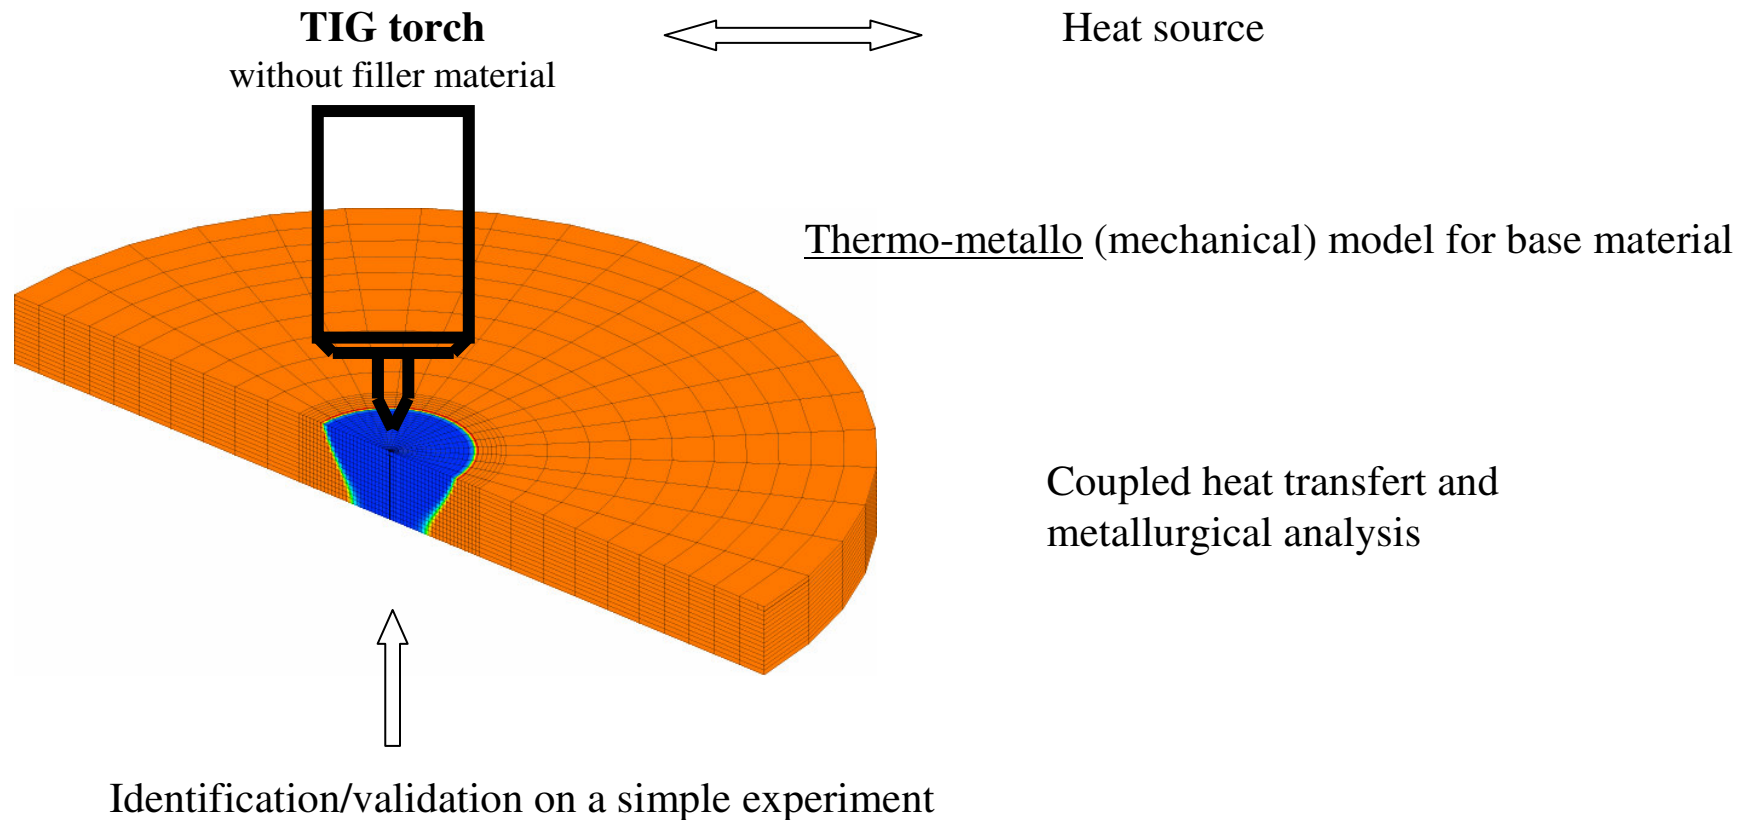 TIG torch
without filler material
Heat source
Thermo-metallo (mechanical) model for base material
Coupled heat transfert and
metallurgical analysis
Identification/validation on a simple experiment